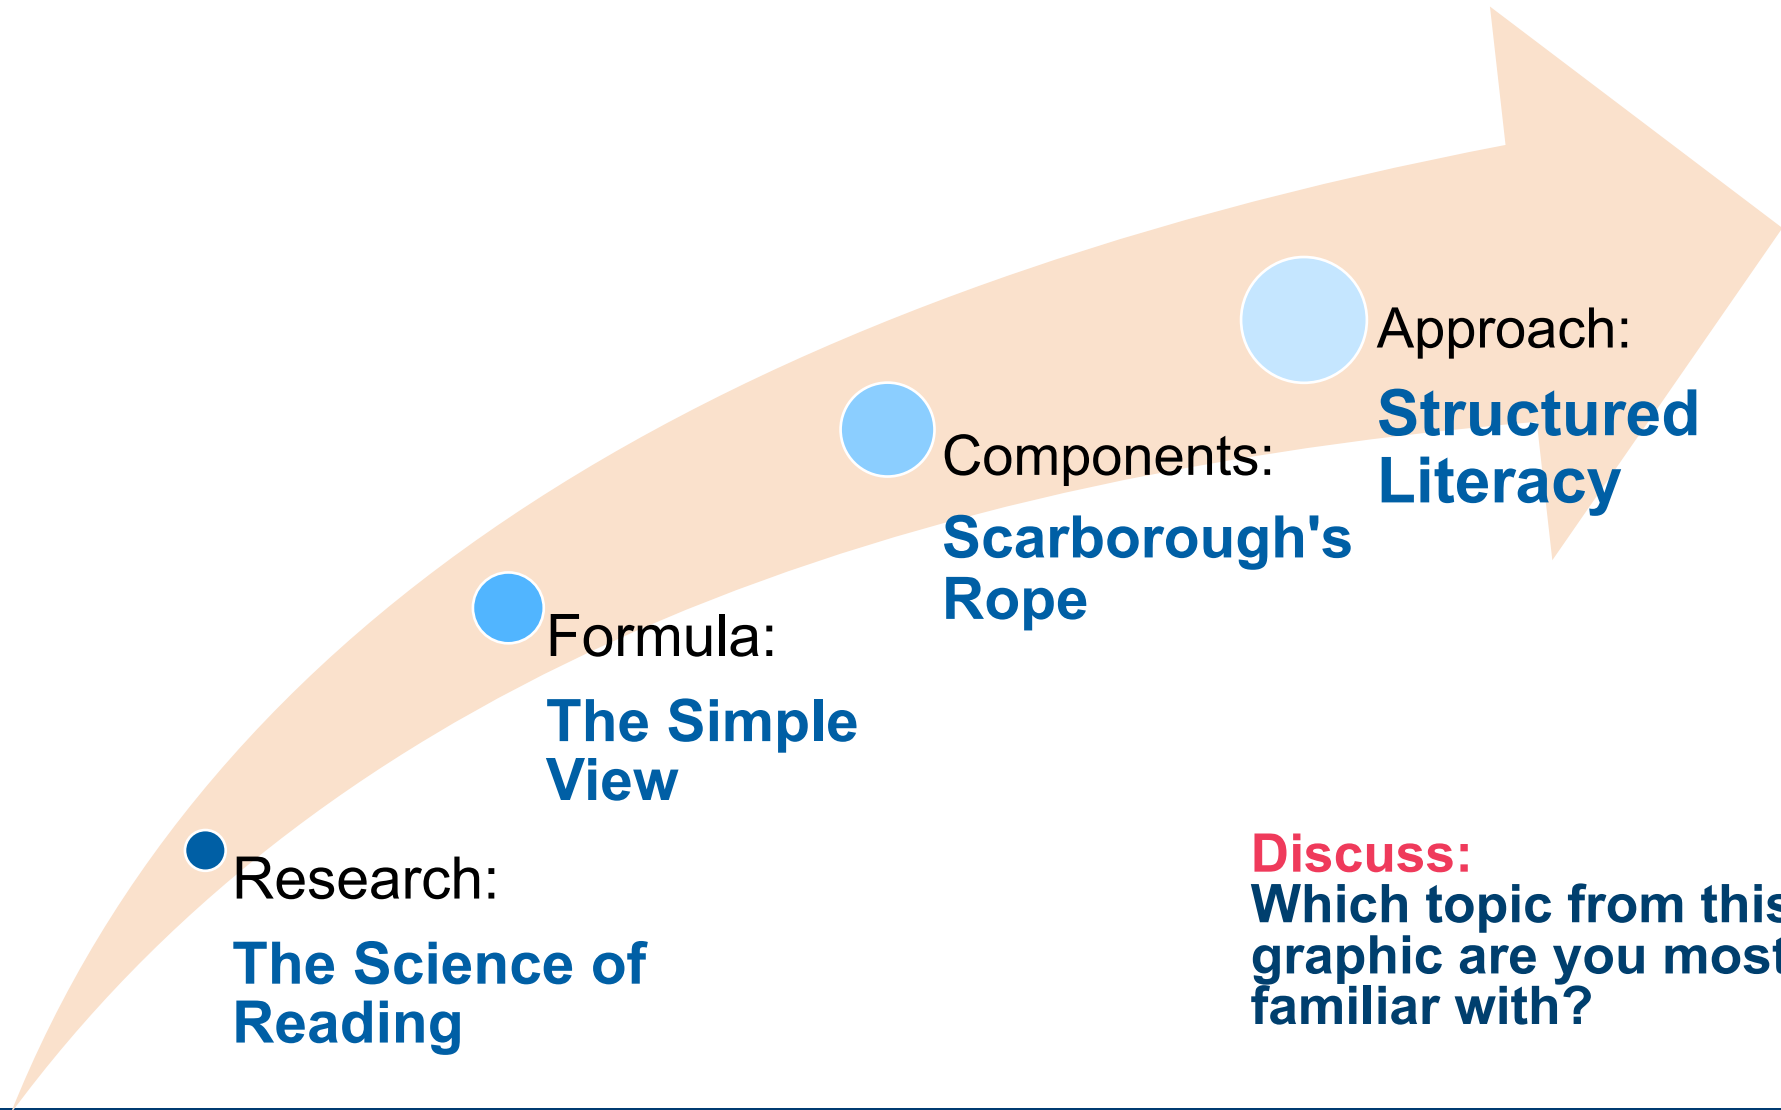 Research:
The Science of
Reading
Formula:
The Simple
View
Components:
Scarborough's
Rope
Approach:
Structured
Literacy
Discuss:
Which topic from this
graphic are you most
familiar with?